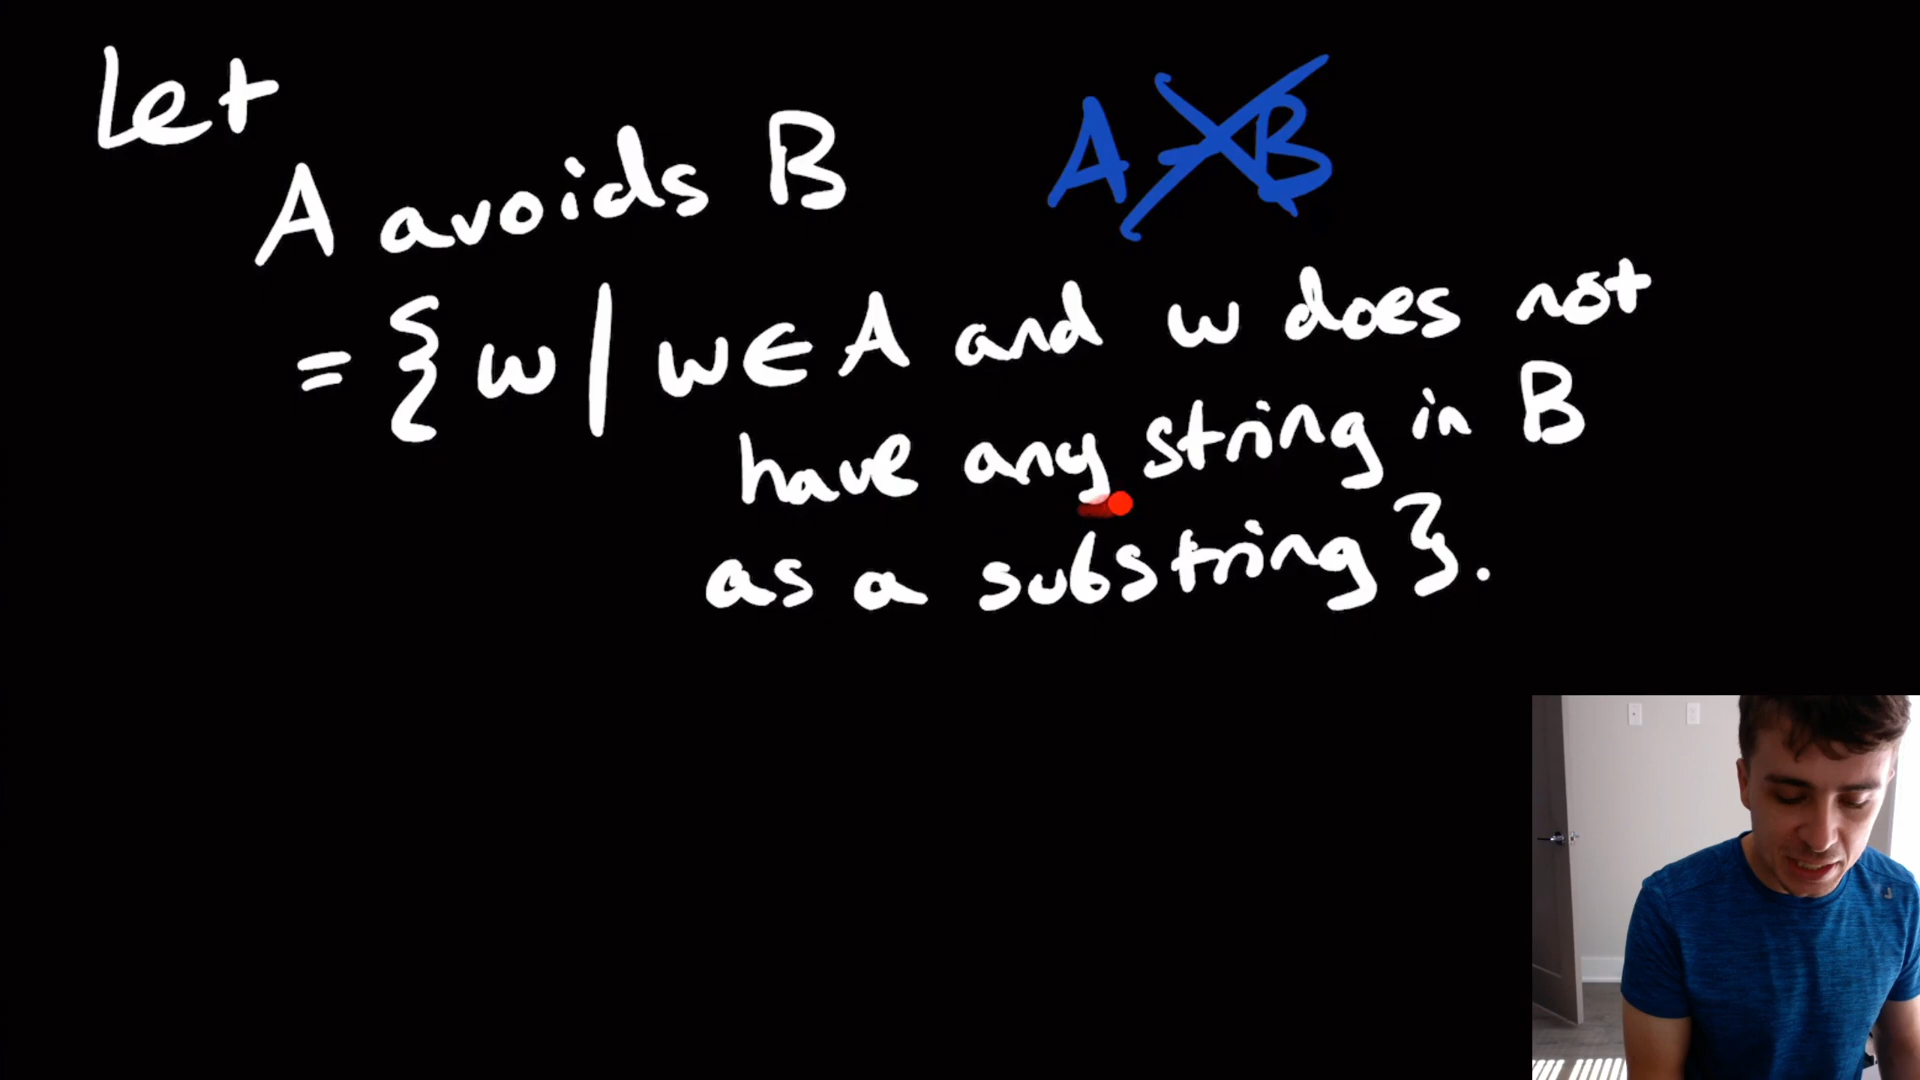 Let
A avoids B
A B
= { w | w ∈ A and w does not
have any string in B
as a substring }.